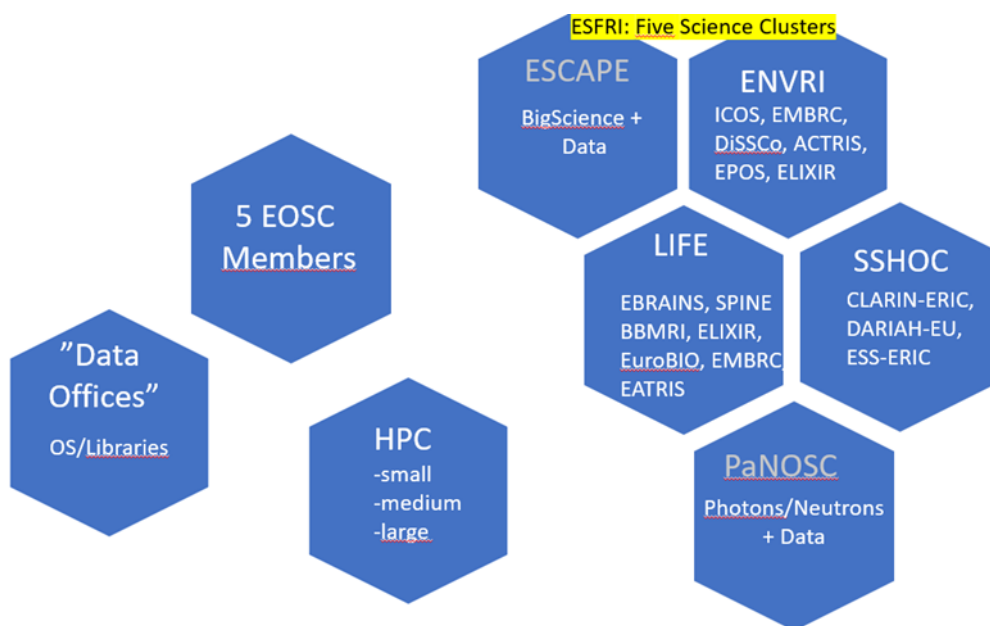 ESFRI: Five Science Clusters
ESCAPE
BigScience +
Data
ENVRI
ICOS, EMBRC,
DiSSCo, ACTRIS,
EPOS, ELIXIR
5 EOSC
Members
LIFE
EBRAINS, SPINE
BBMRI, ELIXIR,
EuroBIO, EMBRC,
EATRIS
SSHOC
CLARIN-ERIC,
DARIAH-EU,
ESS-ERIC
”Data
Offices”
OS/Libraries
HPC
-small
-medium
-large
PaNOSC
Photons/Neutrons
+ Data